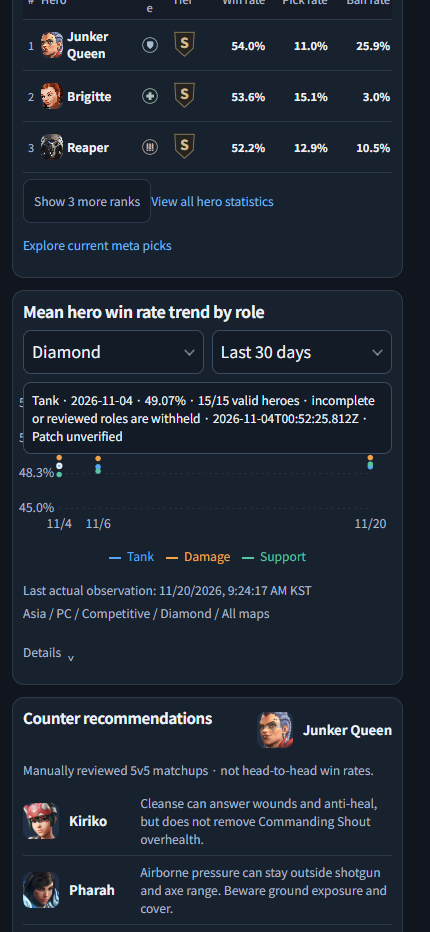 # Hero
e
Tier
Win rate
Pick rate
Ban rate
1 Junker Queen S 54.0% 11.0% 25.9%
2 Brigitte S 53.6% 15.1% 3.0%
3 Reaper S 52.2% 12.9% 10.5%
Show 3 more ranks View all hero statistics
Explore current meta picks
Mean hero win rate trend by role
Diamond Last 30 days
Tank · 2026-11-04 · 49.07% · 15/15 valid heroes · incomplete
or reviewed roles are withheld · 2026-11-04T00:52:25.812Z ·
Patch unverified
48.3%
45.0%
11/4 11/6 11/20
Tank Damage Support
Last actual observation: 11/20/2026, 9:24:17 AM KST
Asia / PC / Competitive / Diamond / All maps
Details
Counter recommendations
Junker Queen
Manually reviewed 5v5 matchups · not head-to-head win rates.
Kiriko
Cleanse can answer wounds and anti-heal,
but does not remove Commanding Shout
overhealth.
Pharah
Airborne pressure can stay outside shotgun
and axe range. Beware ground exposure and
cover.